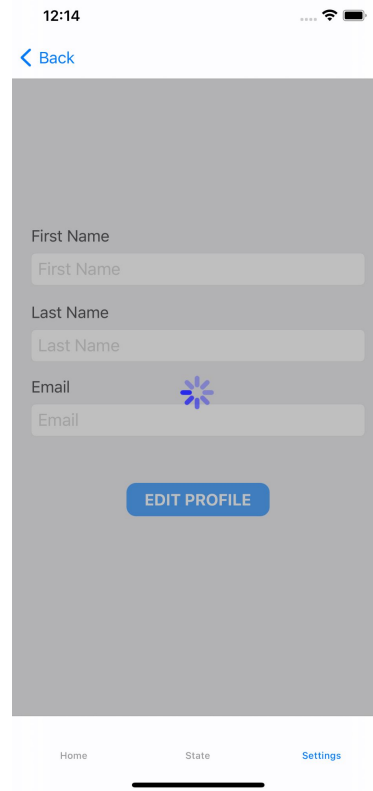 12:14
Back
First Name
First Name
Last Name
Last Name
Email
Email
EDIT PROFILE
Home State Settings